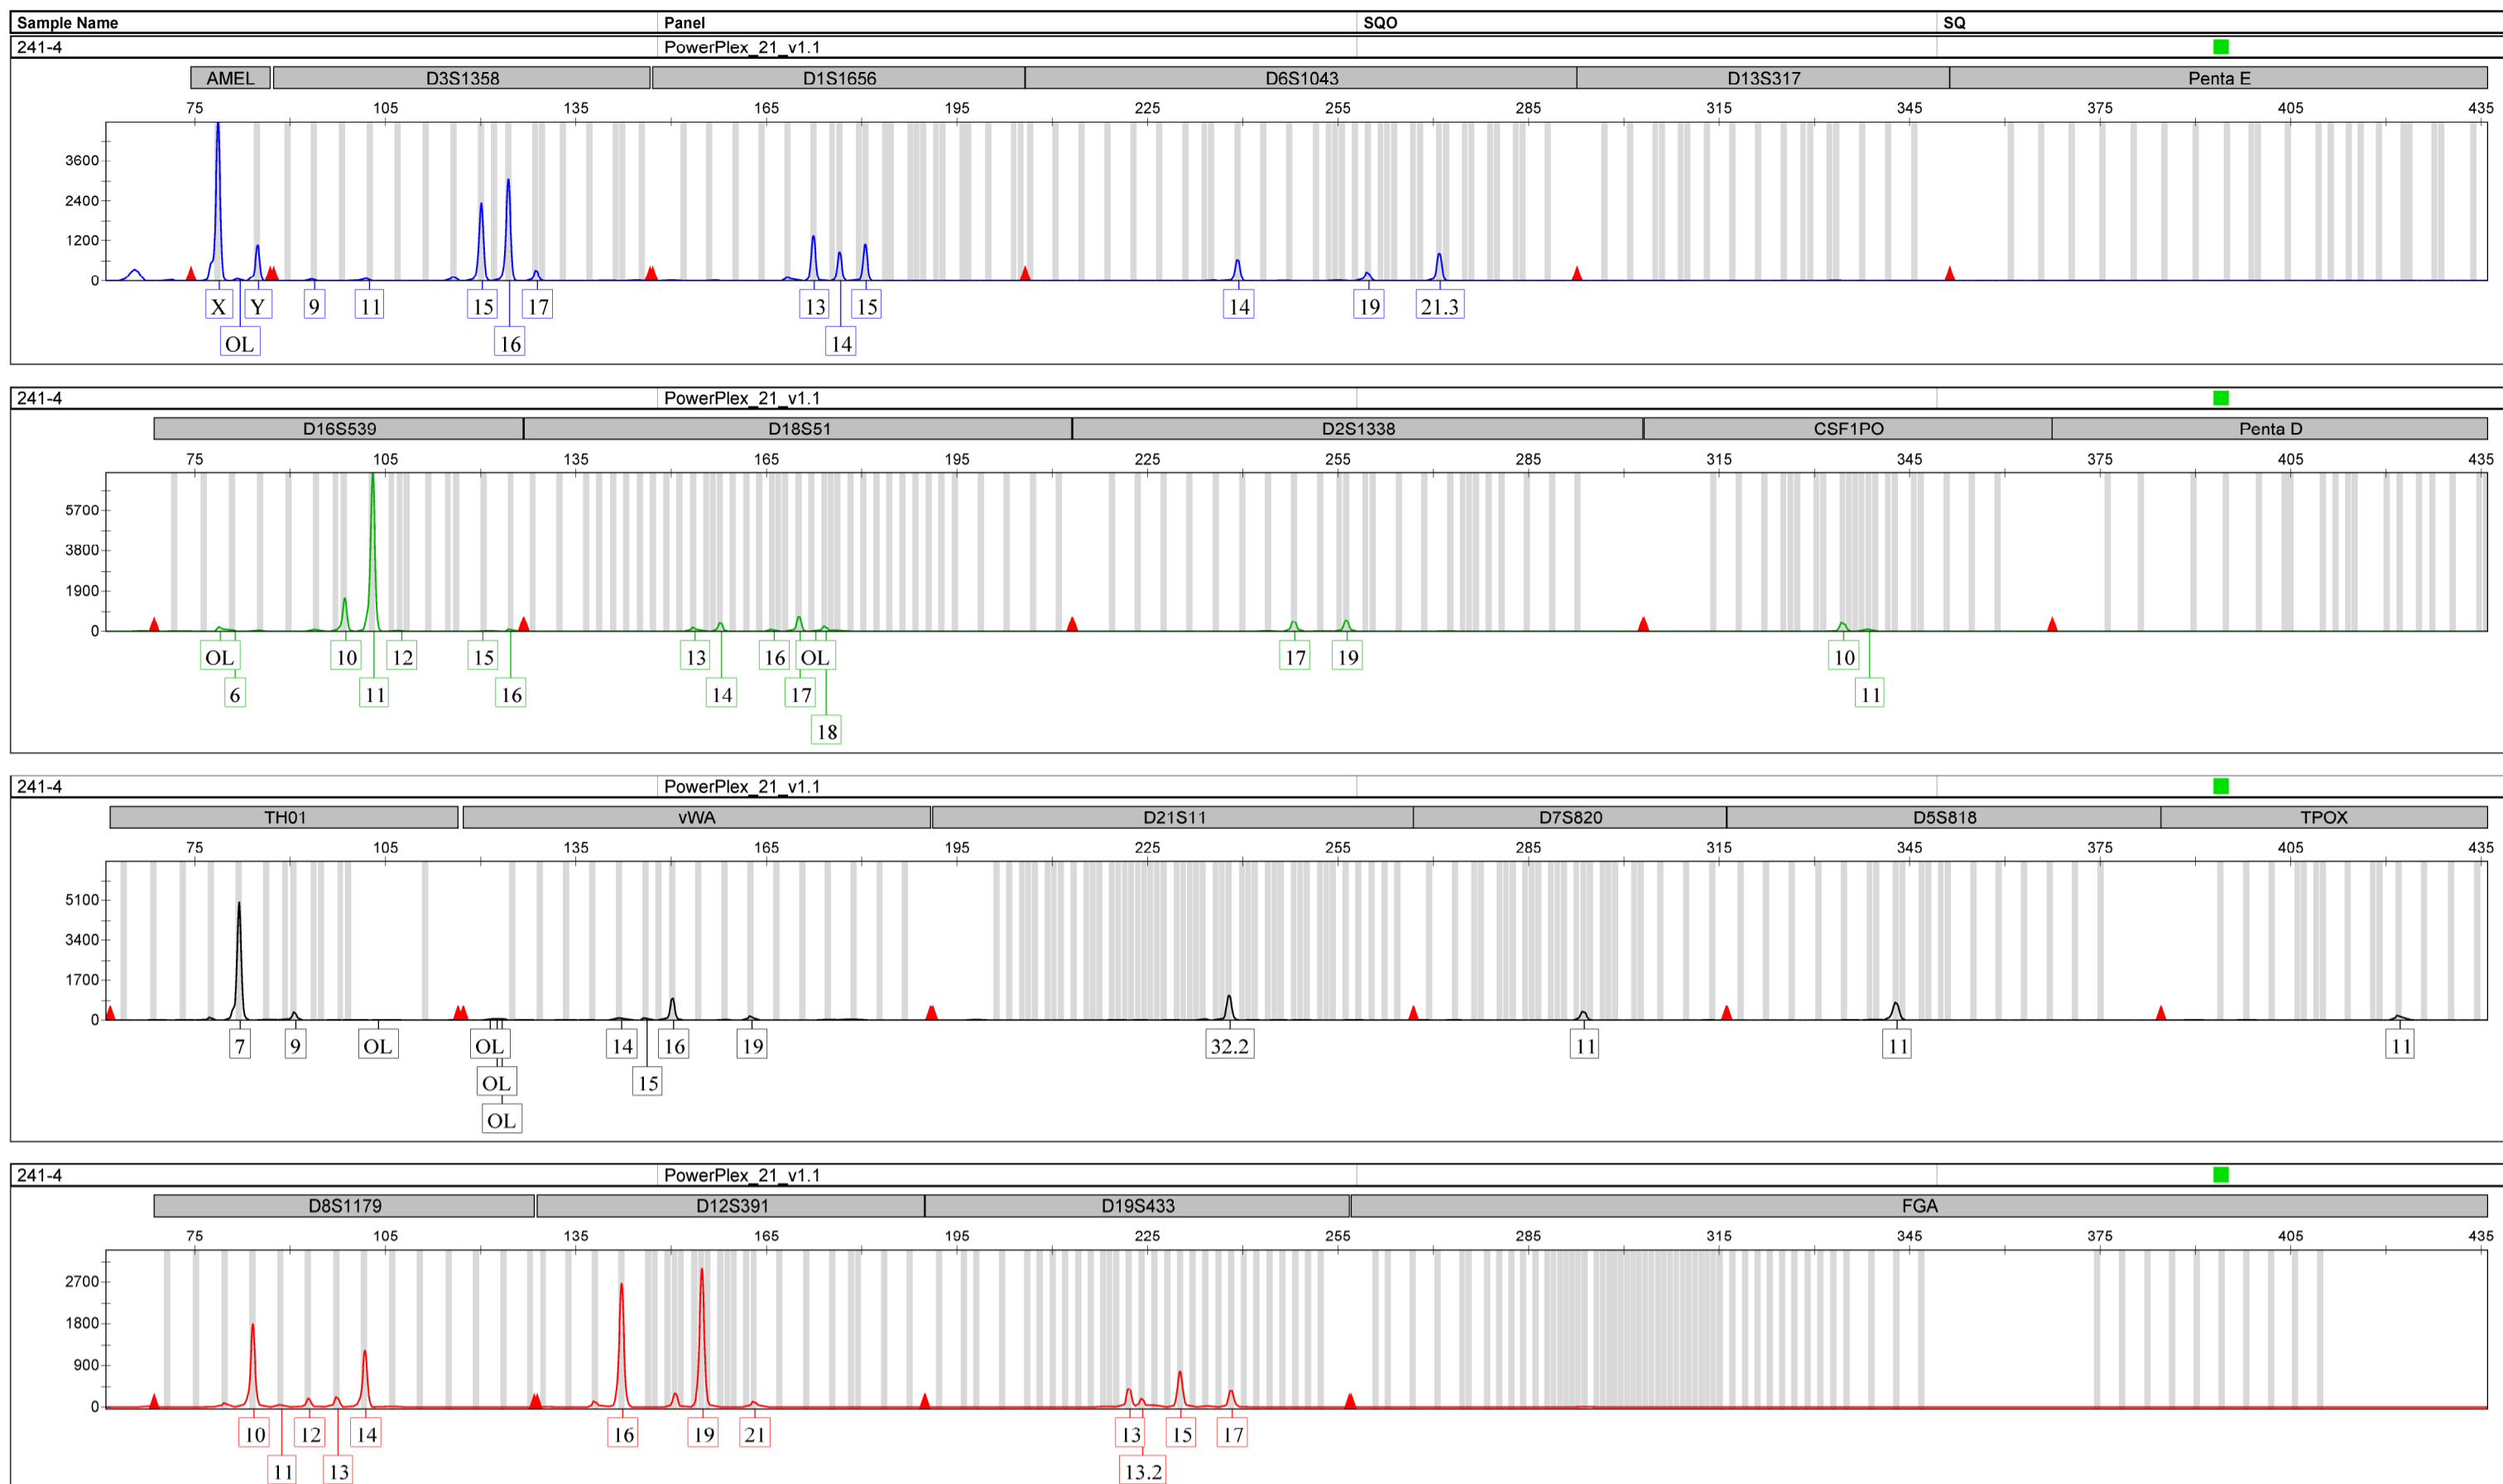 Sample Name Panel SQO SQ
241-4 PowerPlex_21_v1.1
AMEL D3S1358 D1S1656 D6S1043 D13S317 Penta E
75 105 135 165 195 225 255 285 315 345 375 405 435
3600
2400
1200
0
X Y 9 11 15 17 13 15 14 19 21.3
OL 16 14
241-4 PowerPlex_21_v1.1
D16S539 D18S51 D2S1338 CSF1PO Penta D
75 105 135 165 195 225 255 285 315 345 375 405 435
5700
3800
1900
0
OL 10 12 15 13 16 OL 17 19 10
6 11 16 14 17 11
18
241-4 PowerPlex_21_v1.1
TH01 vWA D21S11 D7S820 D5S818 TPOX
75 105 135 165 195 225 255 285 315 345 375 405 435
5100
3400
1700
0
7 9 OL OL 14 16 19 32.2 11 11 11
OL 15
OL
241-4 PowerPlex_21_v1.1
D8S1179 D12S391 D19S433 FGA
75 105 135 165 195 225 255 285 315 345 375 405 435
2700
1800
900
0
10 12 14 16 19 21 13 15 17
11 13 13.2